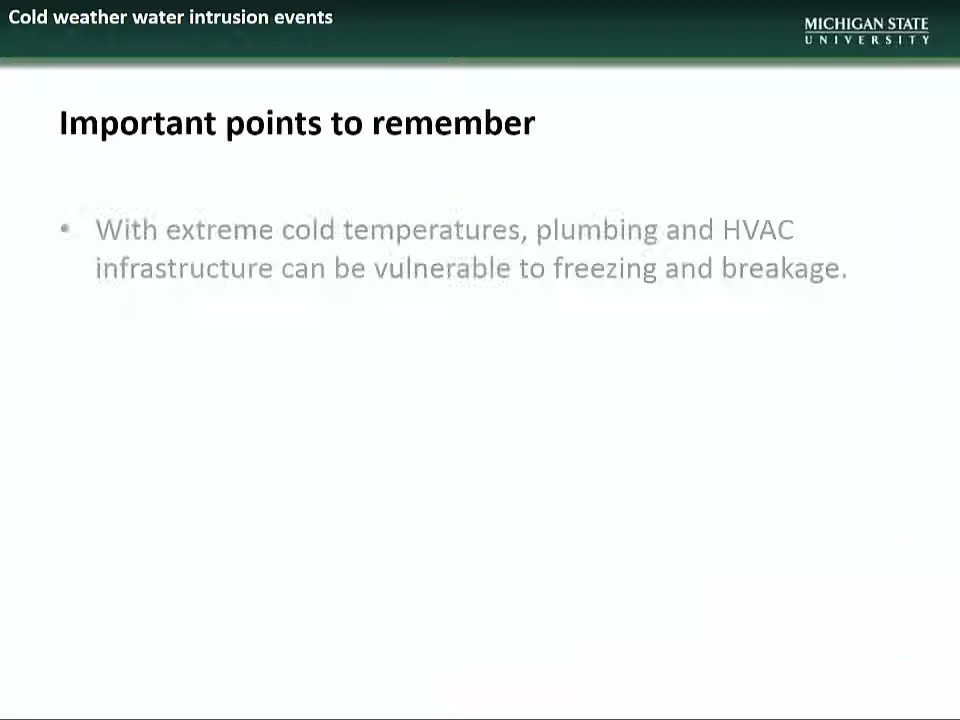 Cold weather water intrusion events
MICHIGAN STATE
UNIVERSITY
Important points to remember
• With extreme cold temperatures, plumbing and HVAC
infrastructure can be vulnerable to freezing and breakage.